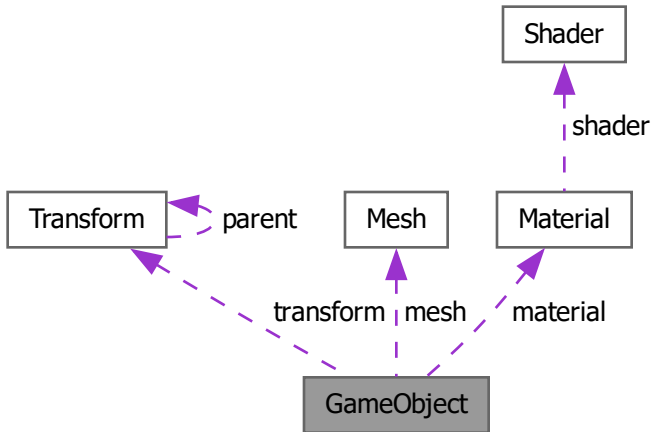 Shader
shader
Transform
parent
Mesh
Material
transform
mesh
material
GameObject